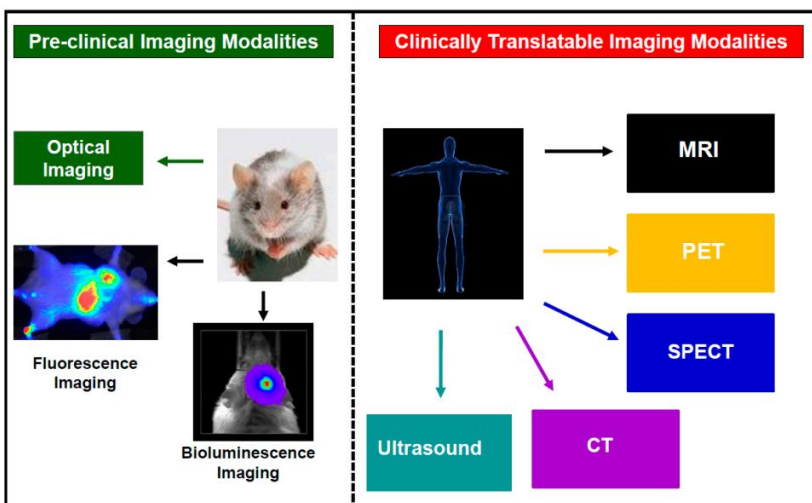 Pre-clinical Imaging Modalities
Clinically Translatable Imaging Modalities
Optical
Imaging
Fluorescence
Imaging
Bioluminescence
Imaging
MRI
PET
SPECT
Ultrasound
CT